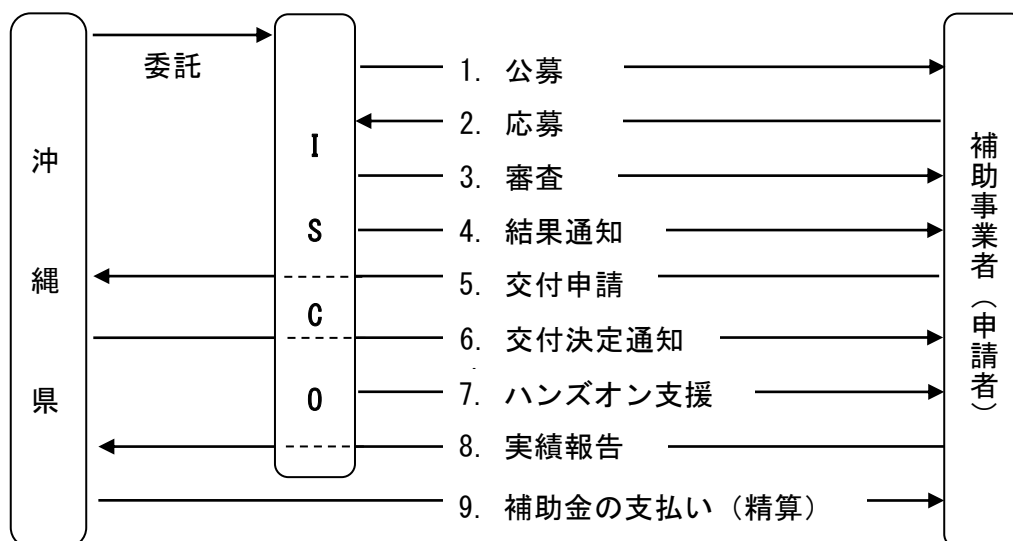 沖縄県
委託
ISCO
1. 公募
2. 応募
3. 審査
4. 結果通知
5. 交付申請
6. 交付決定通知
7. ハンズオン支援
8. 実績報告
9. 補助金の支払い（精算）
補助事業者（申請者）